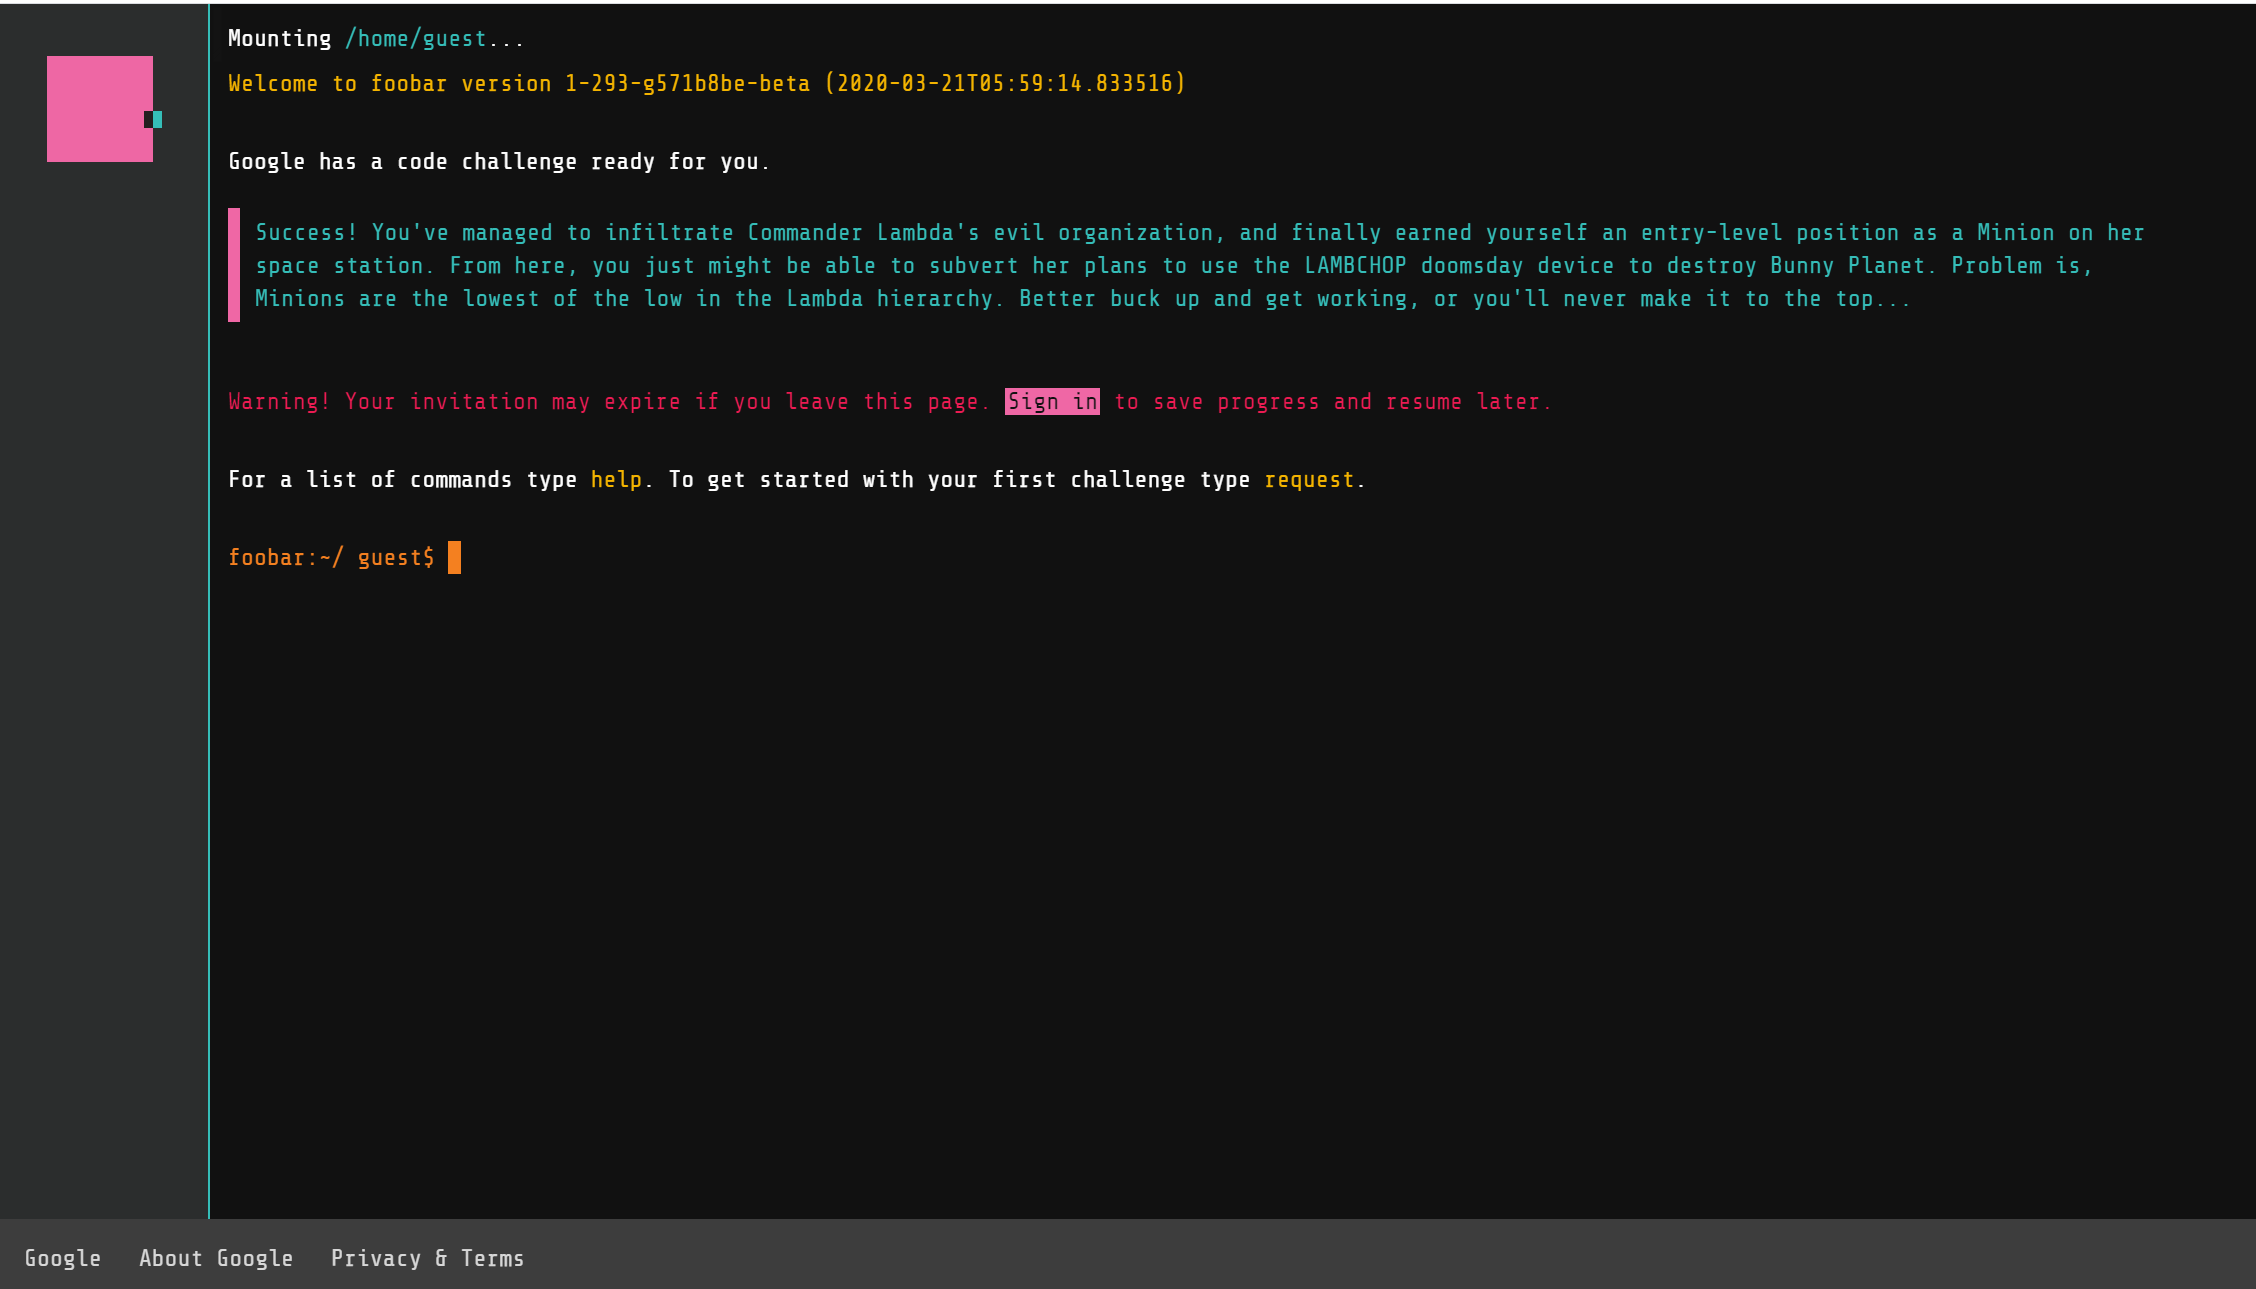 Mounting /home/guest...
Welcome to foobar version 1-293-g571b8be-beta (2020-03-21T05:59:14.833516)
Google has a code challenge ready for you.
Success! You've managed to infiltrate Commander Lambda's evil organization, and finally earned yourself an entry-level position as a Minion on her
space station. From here, you just might be able to subvert her plans to use the LAMBCHOP doomsday device to destroy Bunny Planet. Problem is,
Minions are the lowest of the low in the Lambda hierarchy. Better buck up and get working, or you'll never make it to the top...
Warning! Your invitation may expire if you leave this page. Sign in to save progress and resume later.
For a list of commands type help. To get started with your first challenge type request.
foobar:~/ guest$
Google About Google Privacy & Terms